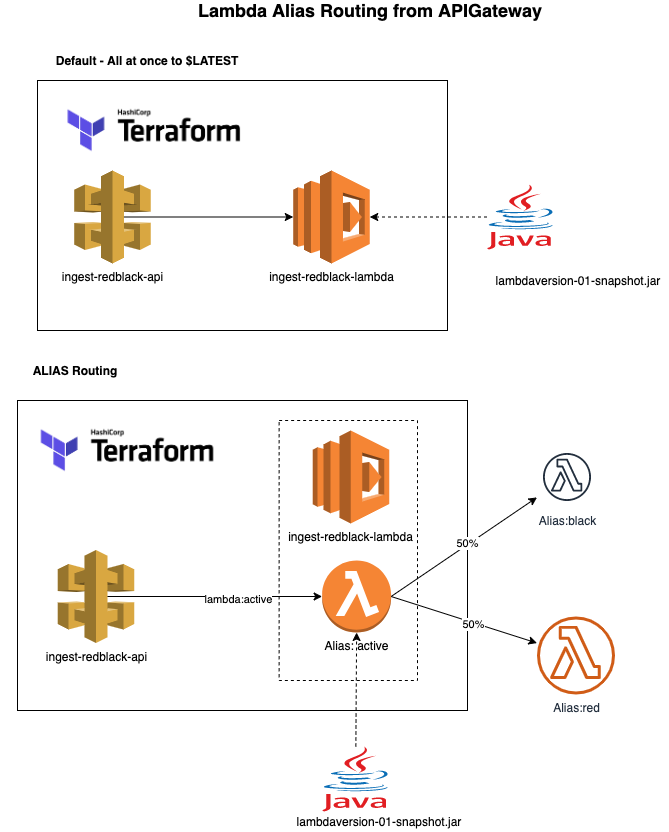 Lambda Alias Routing from APIGateway
Default - All at once to $LATEST
HashiCorp
Terraform
ingest-redblack-api
ingest-redblack-lambda
Java
lambdaversion-01-snapshot.jar
ALIAS Routing
HashiCorp
Terraform
ingest-redblack-lambda
Alias:black
50%
lambda:active
50%
Alias: active
ingest-redblack-api
Alias:red
Java
lambdaversion-01-snapshot.jar